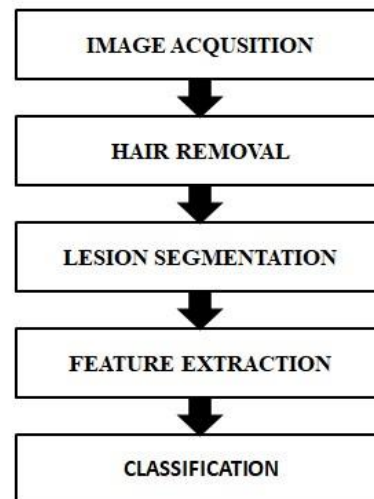 IMAGE ACQUSITION
HAIR REMOVAL
LESION SEGMENTATION
FEATURE EXTRACTION
CLASSIFICATION